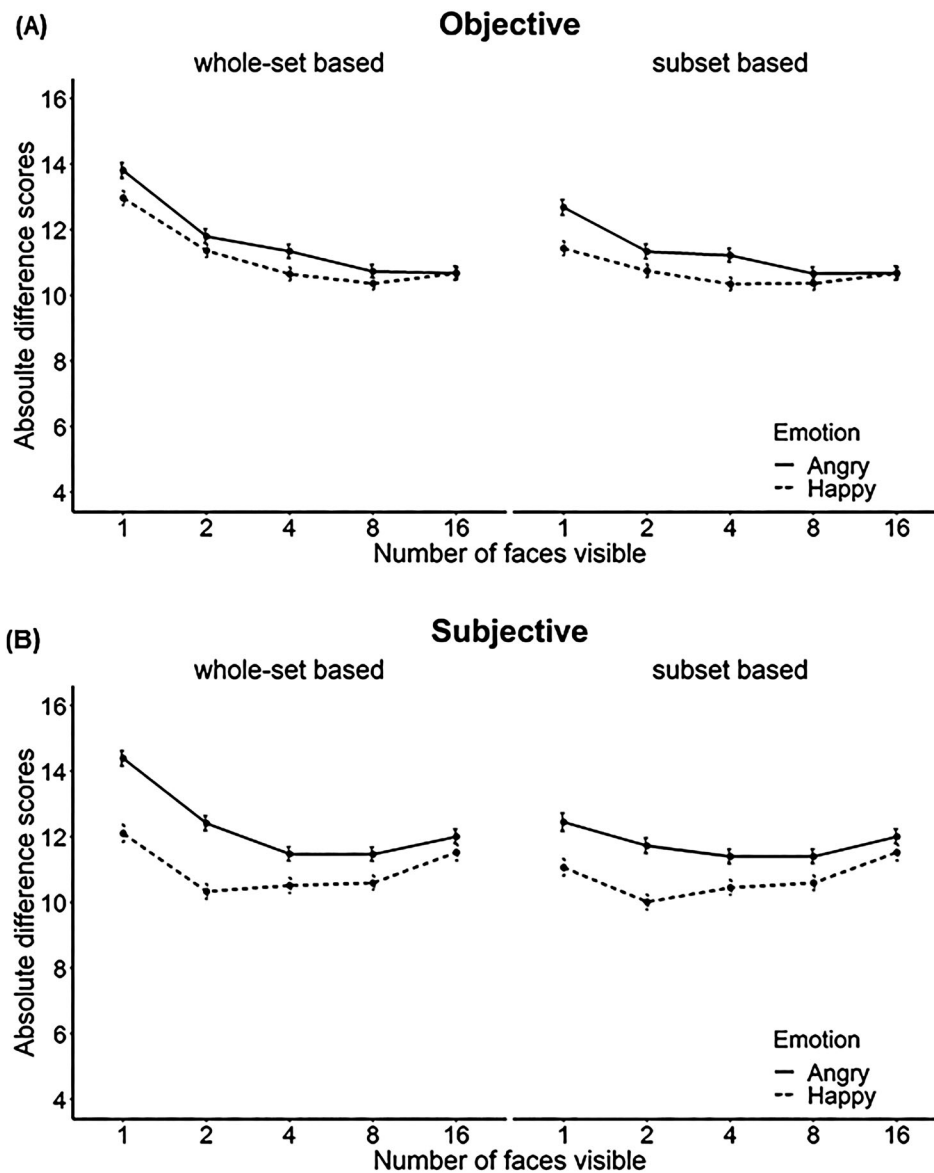 (A)
Objective
whole-set based subset based
Absoulte difference scores
16
14
12
10
8
6
4
Emotion
Angry
Happy
1 2 4 8 16 1 2 4 8 16
Number of faces visible
(B)
Subjective
whole-set based subset based
Absolute difference scores
16
14
12
10
8
6
4
Emotion
Angry
Happy
1 2 4 8 16 1 2 4 8 16
Number of faces visible